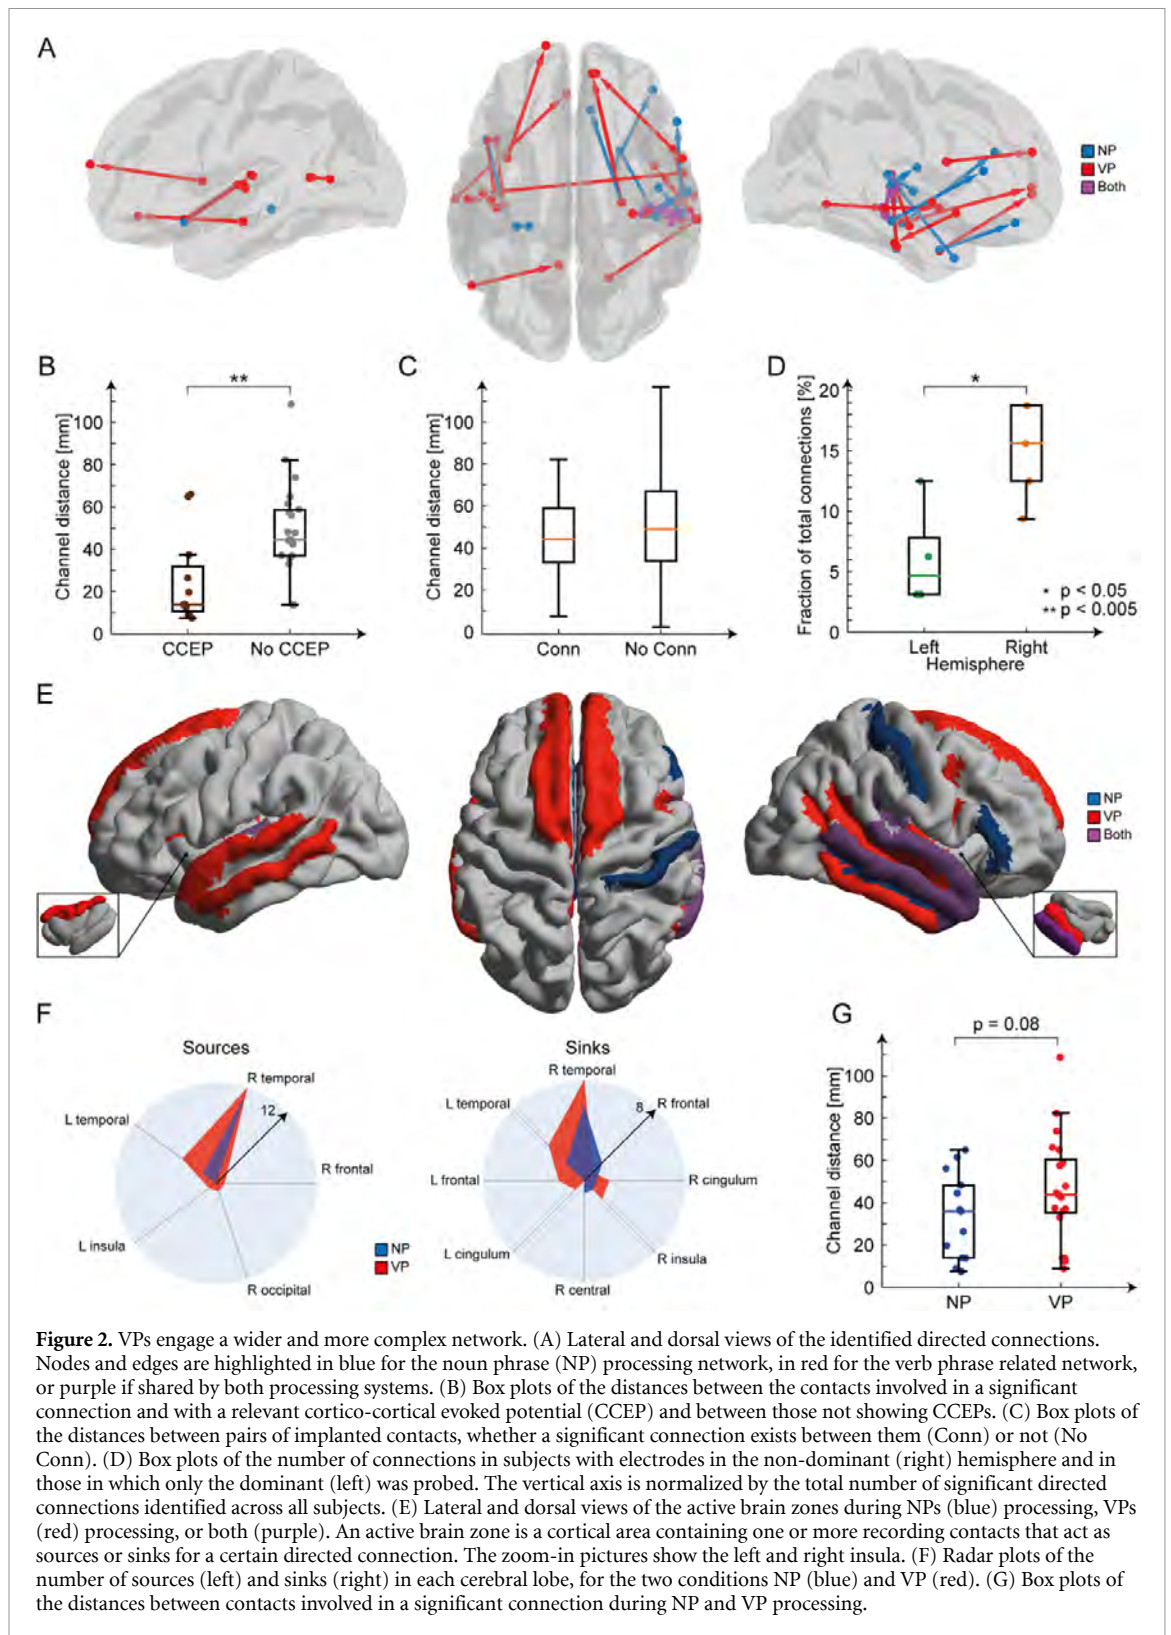 A
NP
VP
Both
B
**
Channel distance [mm]
100
80
60
40
20
0
CCEP
No CCEP
C
Channel distance [mm]
100
80
60
40
20
0
Conn
No Conn
D
*
Fraction of total connections [%]
20
15
10
5
0
* p < 0.05
** p < 0.005
Left
Right
Hemisphere
E
NP
VP
Both
F
Sources
R temporal
12
L temporal
R frontal
L insula
R occipital
NP
VP
Sinks
R temporal
8
R frontal
L temporal
L frontal
R cingulum
L cingulum
R insula
R central
G
p = 0.08
Channel distance [mm]
100
80
60
40
20
0
NP
VP
Figure 2. VPs engage a wider and more complex network. (A) Lateral and dorsal views of the identified directed connections.
Nodes and edges are highlighted in blue for the noun phrase (NP) processing network, in red for the verb phrase related network,
or purple if shared by both processing systems. (B) Box plots of the distances between the contacts involved in a significant
connection and with a relevant cortico-cortical evoked potential (CCEP) and between those not showing CCEPs. (C) Box plots of
the distances between pairs of implanted contacts, whether a significant connection exists between them (Conn) or not (No
Conn). (D) Box plots of the number of connections in subjects with electrodes in the non-dominant (right) hemisphere and in
those in which only the dominant (left) was probed. The vertical axis is normalized by the total number of significant directed
connections identified across all subjects. (E) Lateral and dorsal views of the active brain zones during NPs (blue) processing, VPs
(red) processing, or both (purple). An active brain zone is a cortical area containing one or more recording contacts that act as
sources or sinks for a certain directed connection. The zoom-in pictures show the left and right insula. (F) Radar plots of the
number of sources (left) and sinks (right) in each cerebral lobe, for the two conditions NP (blue) and VP (red). (G) Box plots of
the distances between contacts involved in a significant connection during NP and VP processing.